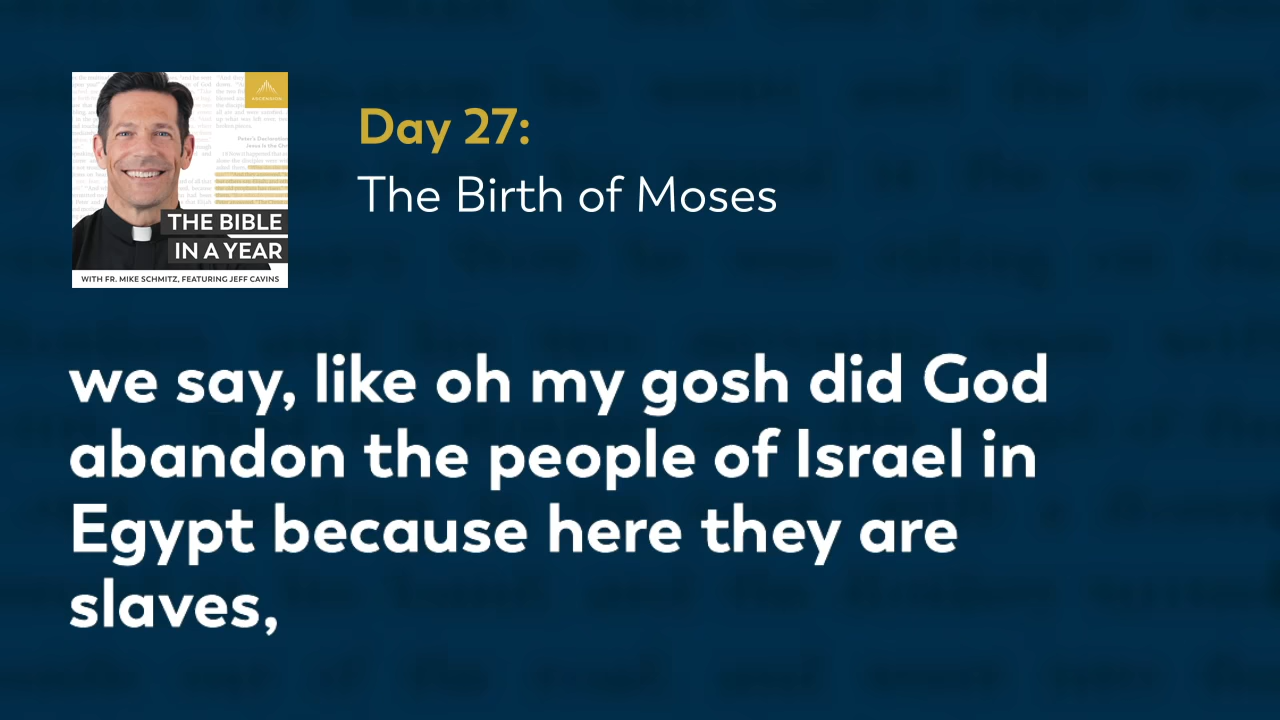 ASCENSION
THE BIBLE
IN A YEAR
WITH FR. MIKE SCHMITZ, FEATURING JEFF CAVINS
Day 27:
The Birth of Moses
we say, like oh my gosh did God
abandon the people of Israel in
Egypt because here they are
slaves,